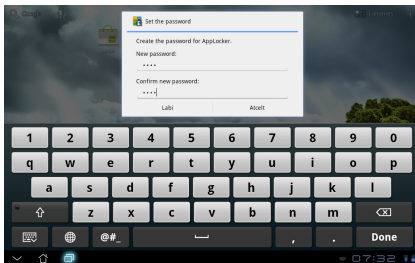 Google
Set the password
Create the password for AppLocker.
New password:
....
Confirm new password:
....
Labi Atcelt
1 2 3 4 5 6 7 8 9 0
q w e r t y u i o p
a s d f g h j k l
z x c v b n m
@#_ , . Done
07:32